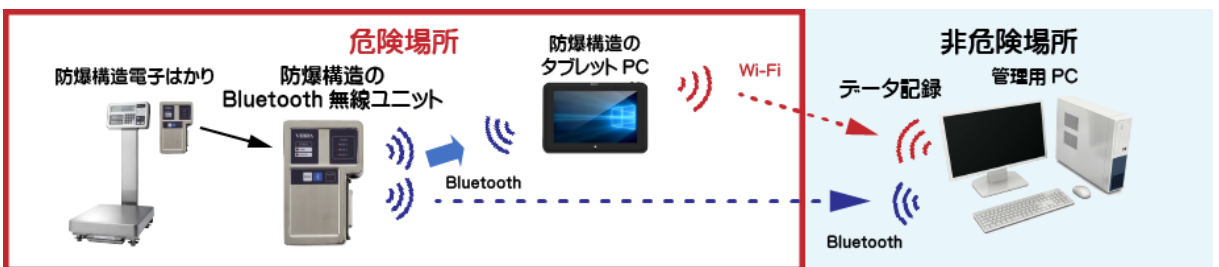 危険場所
非危険場所
防爆構造電子はかり
防爆構造の
Bluetooth 無線ユニット
防爆構造の
タブレット PC
Wi-Fi
データ記録
管理用 PC
Bluetooth
Bluetooth